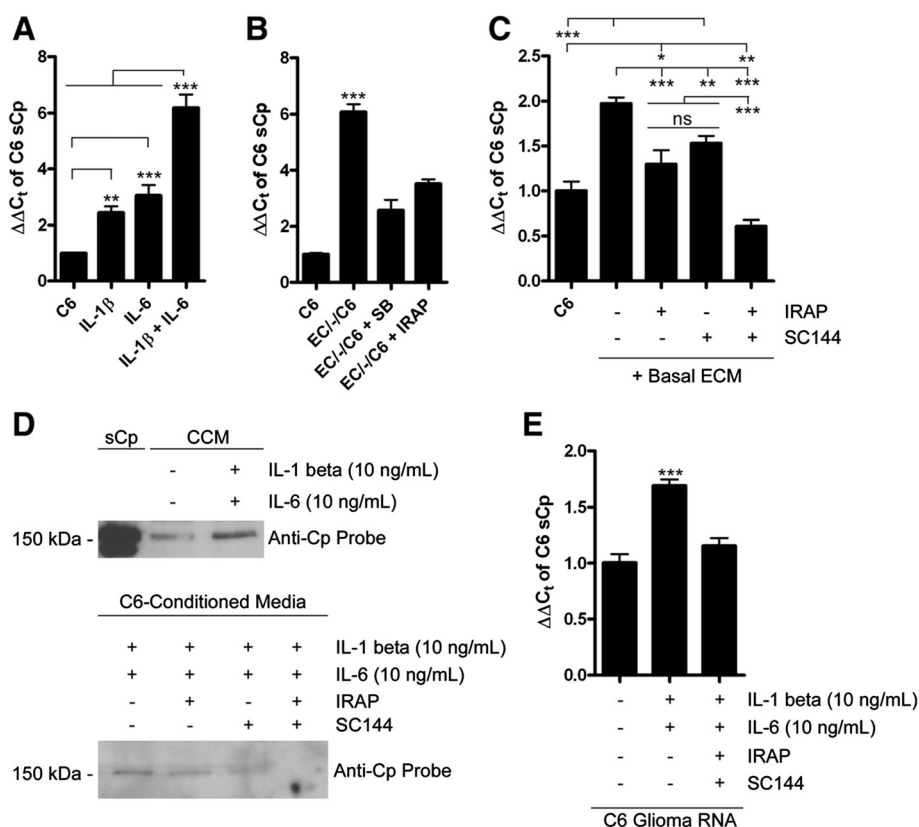 A
ΔΔCt of C6 sCp
8
6
4
2
0
**
***
***
C6
IL-1β
IL-6
IL-1β + IL-6
B
ΔΔCt of C6 sCp
8
6
4
2
0
***
C6
EC/-/C6
EC/-/C6 + SB
EC/-/C6 + IRAP
C
ΔΔCt of C6 sCp
2.5
2.0
1.5
1.0
0.5
0.0
***
* **
*** ** ***
***
ns
C6
- + - + IRAP
- - + + SC144
+ Basal ECM
D
sCp CCM
- + IL-1 beta (10 ng/mL)
- + IL-6 (10 ng/mL)
150 kDa - Anti-Cp Probe
C6-Conditioned Media
+ + + + IL-1 beta (10 ng/mL)
+ + + + IL-6 (10 ng/mL)
- + - + IRAP
- - + + SC144
150 kDa - Anti-Cp Probe
E
ΔΔCt of C6 sCp
2.0
1.5
1.0
0.5
0.0
***
- + + IL-1 beta (10 ng/mL)
- + + IL-6 (10 ng/mL)
- - + IRAP
- - + SC144
C6 Glioma RNA